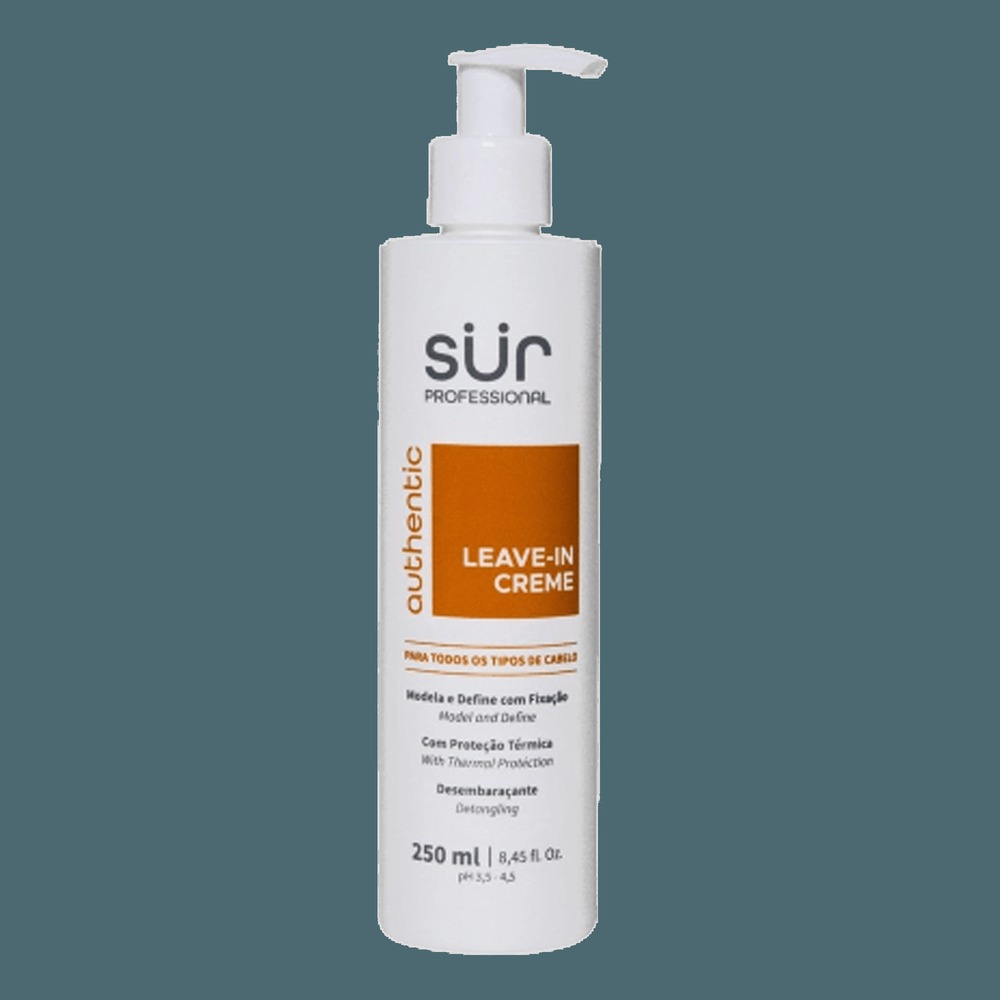 sür
PROFESSIONAL
authentic
LEAVE-IN
CREME
PARA TODOS OS TIPOS DE CABELO
Modela e Define com Fixação
Model and Define
Com Proteção Térmica
With Thermal Protéction
Desembaraçante
Detangling
250 ml | 8,45 fl. Oz.
pH 3,5 - 4,5